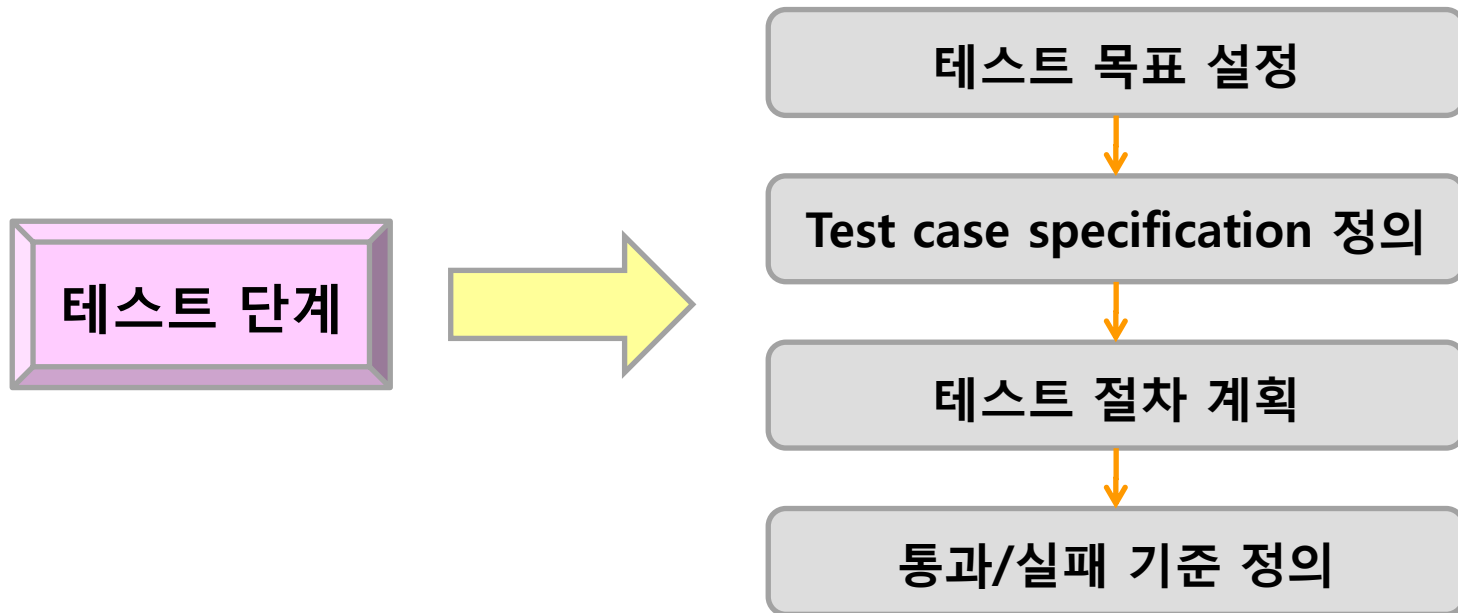 테스트 목표 설정
Test case specification 정의
테스트 단계
테스트 절차 계획
통과/실패 기준 정의